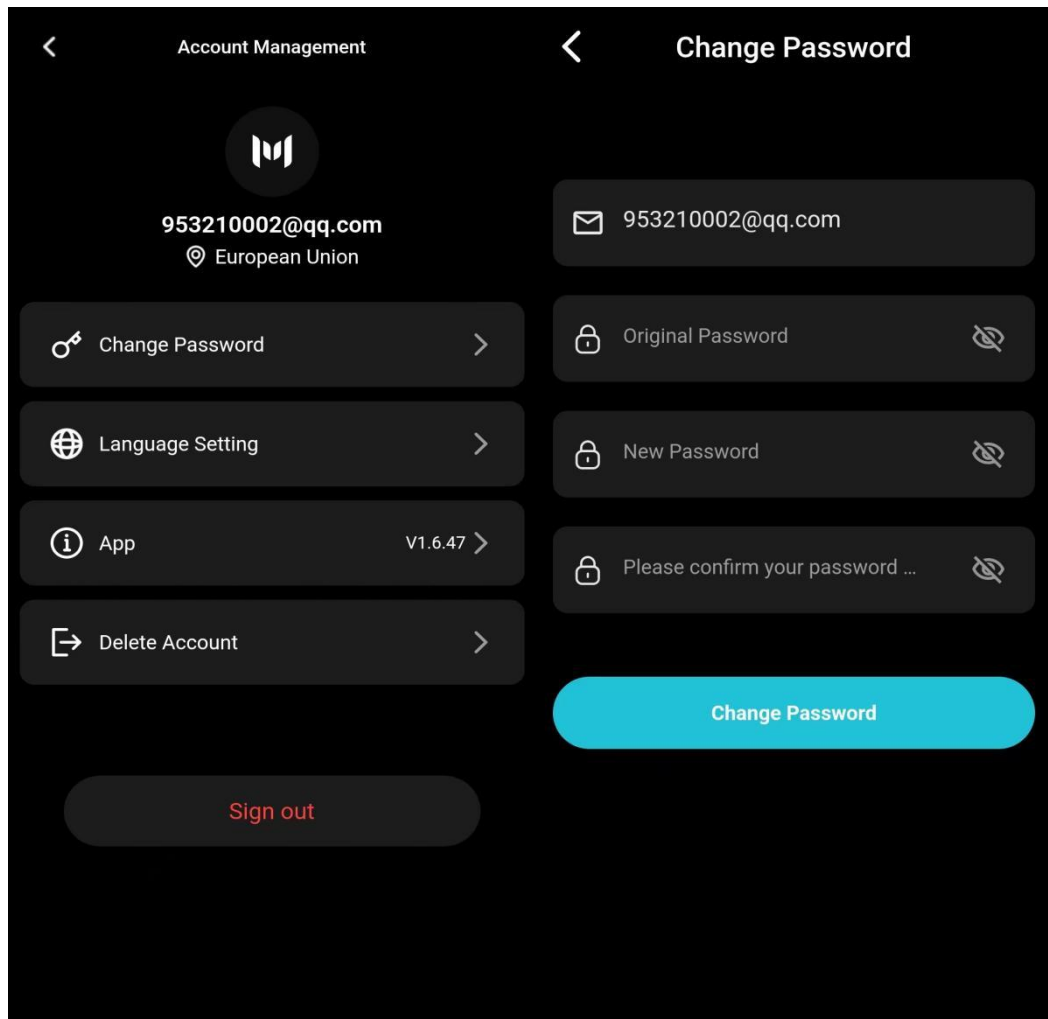 Account Management
953210002@qq.com
European Union
Change Password
Language Setting
App
V1.6.47
Delete Account
Sign out
Change Password
953210002@qq.com
Original Password
New Password
Please confirm your password ...
Change Password